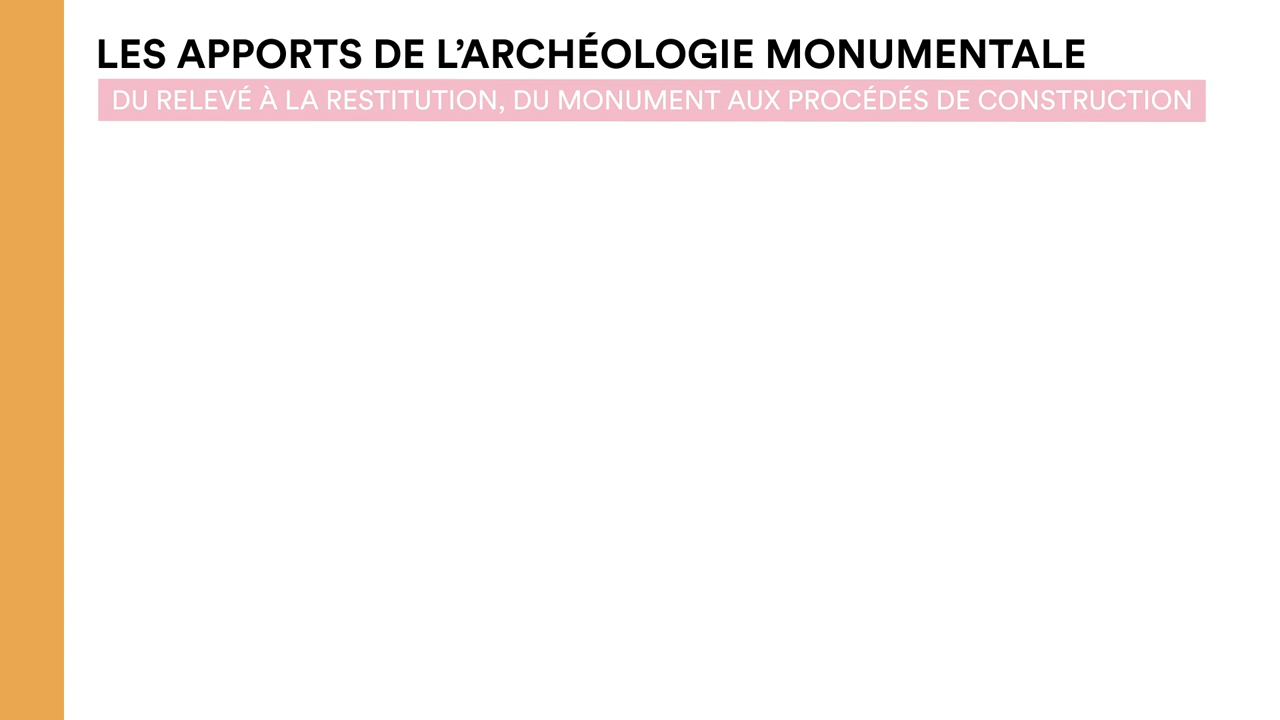 LES APPORTS DE L’ARCHÉOLOGIE MONUMENTALE
DU RELEVÉ À LA RESTITUTION, DU MONUMENT AUX PROCÉDÉS DE CONSTRUCTION